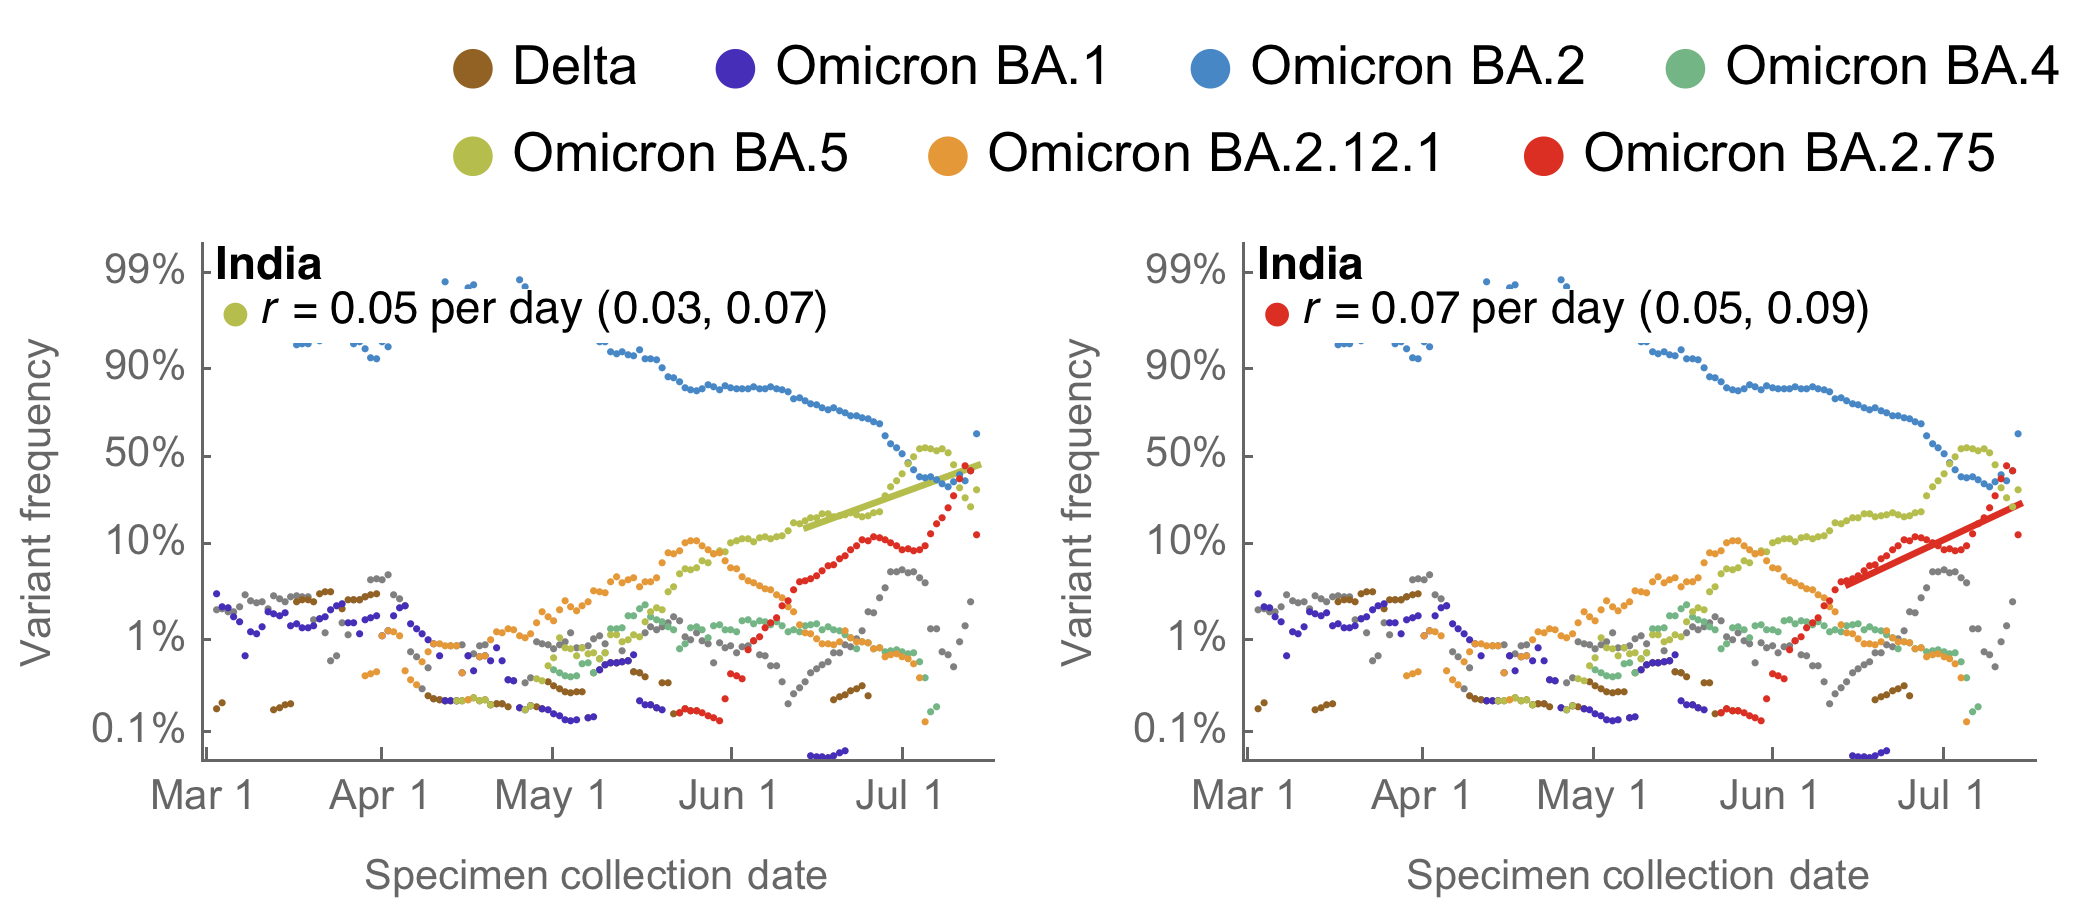 Delta Omicron BA.1 Omicron BA.2 Omicron BA.4
Omicron BA.5 Omicron BA.2.12.1 Omicron BA.2.75
India
r = 0.05 per day (0.03, 0.07)
Variant frequency
99%
90%
50%
10%
1%
0.1%
Mar 1 Apr 1 May 1 Jun 1 Jul 1
Specimen collection date
India
r = 0.07 per day (0.05, 0.09)
Variant frequency
99%
90%
50%
10%
1%
0.1%
Mar 1 Apr 1 May 1 Jun 1 Jul 1
Specimen collection date